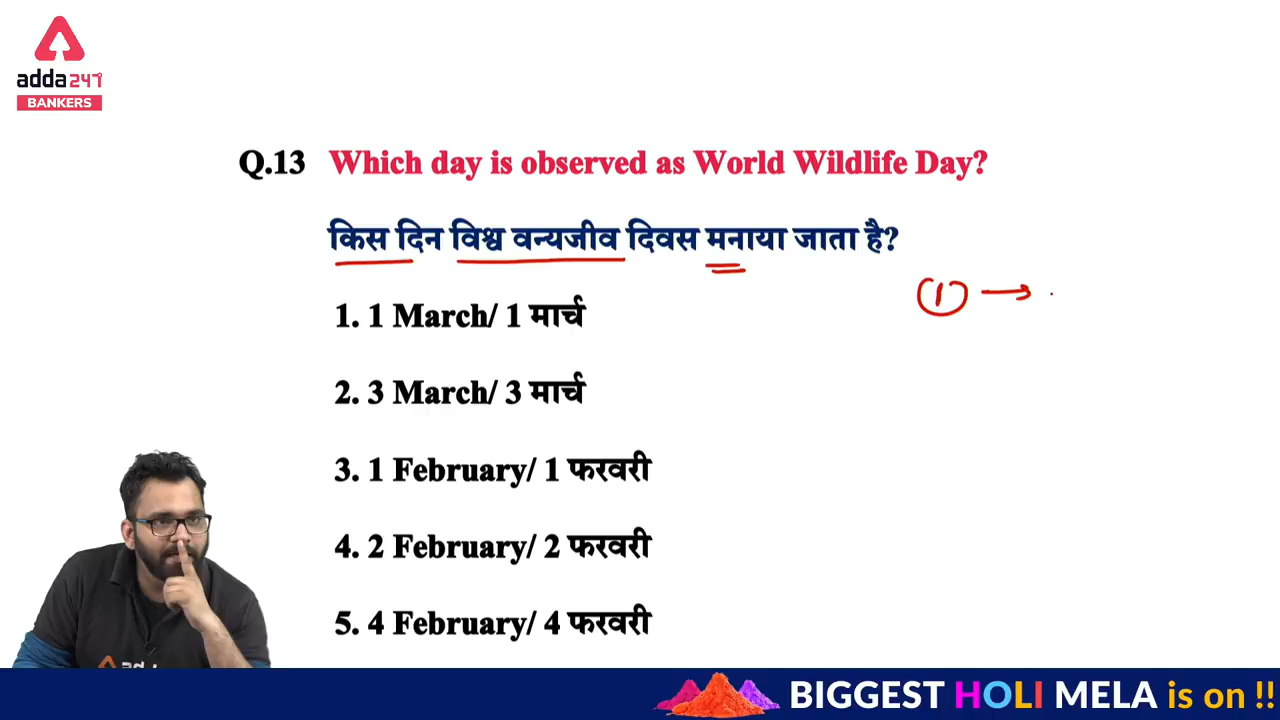 adda247
BANKERS
Q.13 Which day is observed as World Wildlife Day?
किस दिन विश्व वन्यजीव दिवस मनाया जाता है?
1 →
1. 1 March/ 1 मार्च
2. 3 March/ 3 मार्च
3. 1 February/ 1 फरवरी
4. 2 February/ 2 फरवरी
5. 4 February/ 4 फरवरी
BIGGEST HOLI MELA is on !!